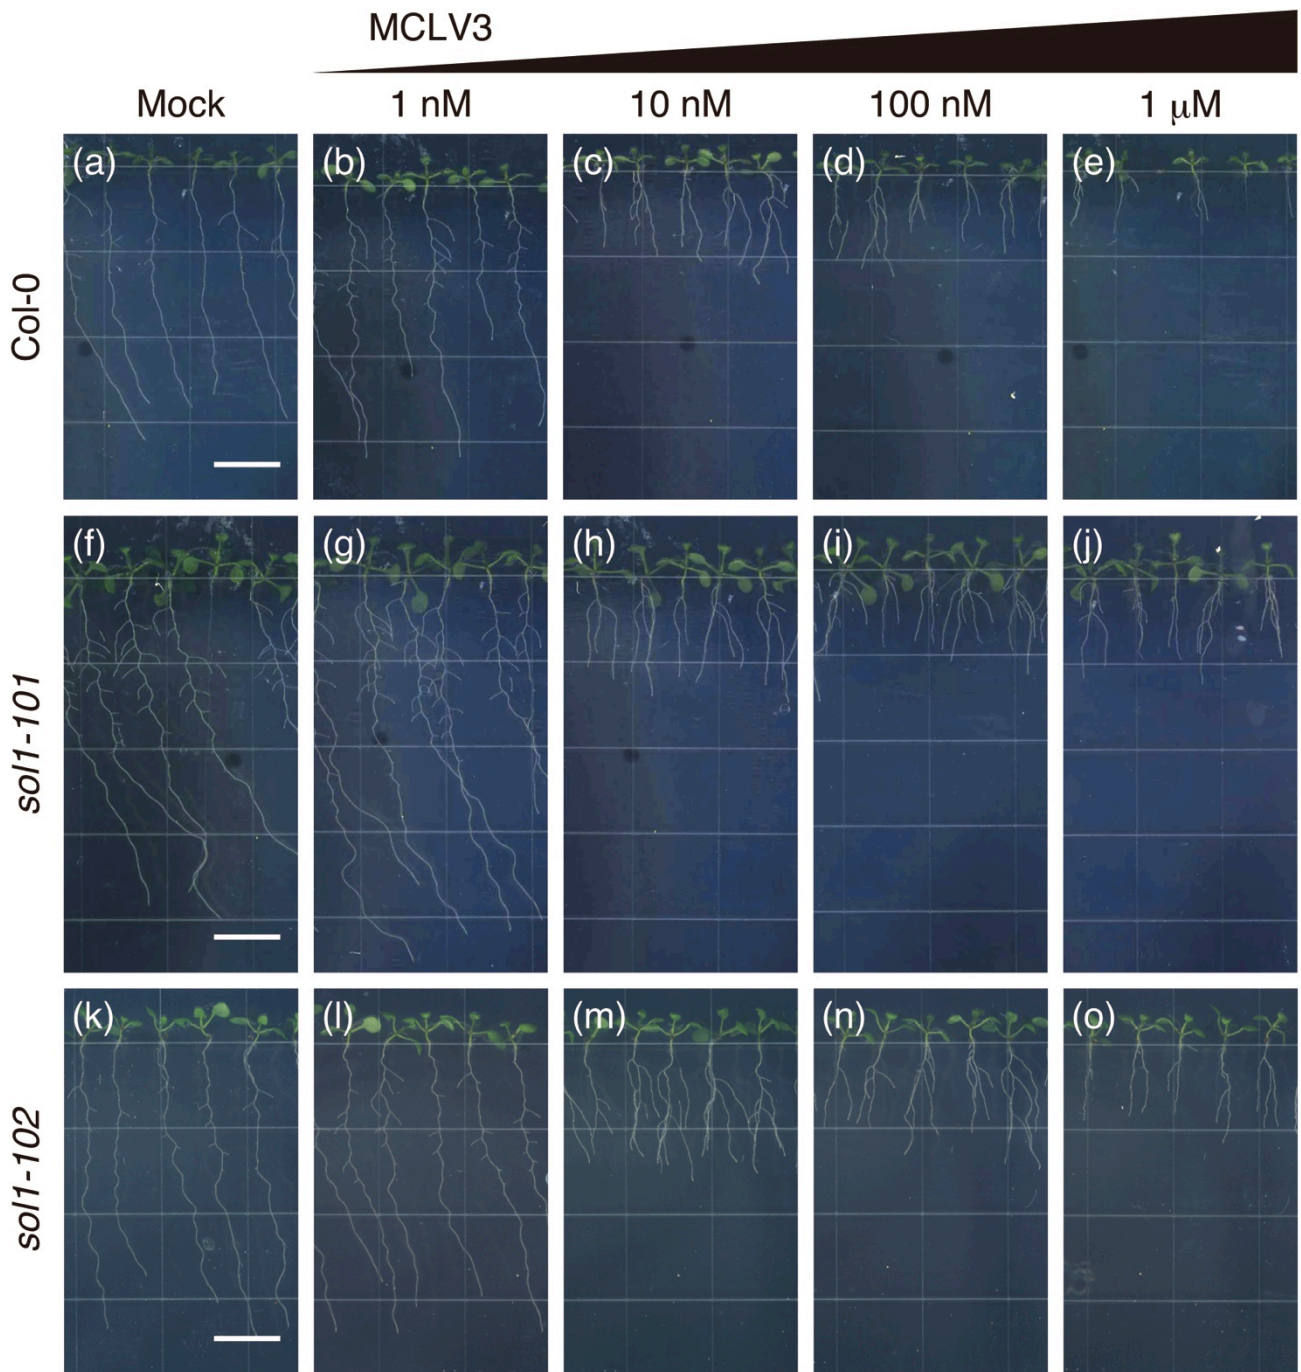 MCLV3
Mock 1 nM 10 nM 100 nM 1 μM
Col-0
(a) (b) (c) (d) (e)
sol1-101
(f) (g) (h) (i) (j)
sol1-102
(k) (l) (m) (n) (o)